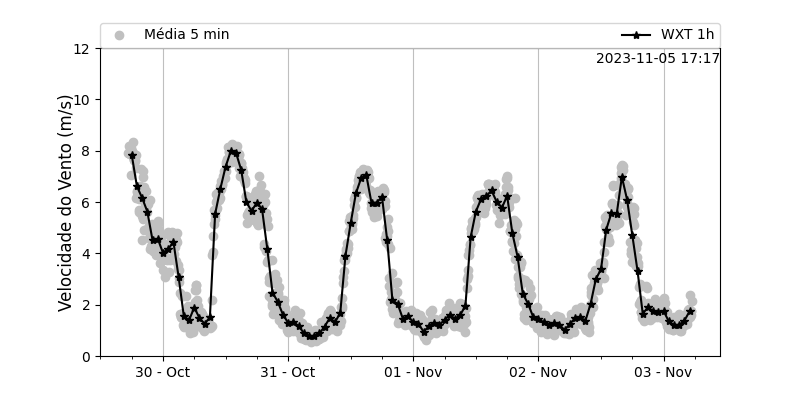 Média 5 min
WXT 1h
2023-11-05 17:17
Velocidade do Vento (m/s)
12
10
8
6
4
2
0
30 - Oct
31 - Oct
01 - Nov
02 - Nov
03 - Nov